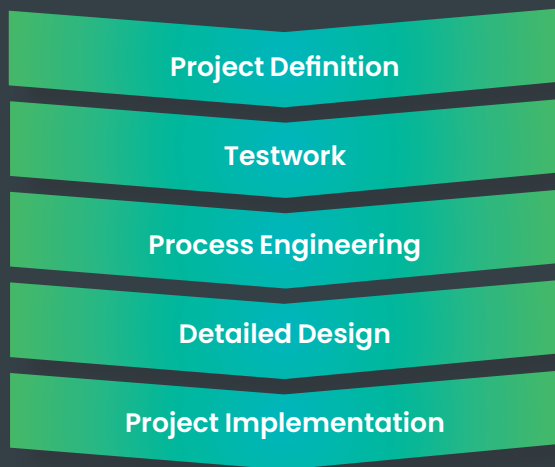 Project Definition
Testwork
Process Engineering
Detailed Design
Project Implementation